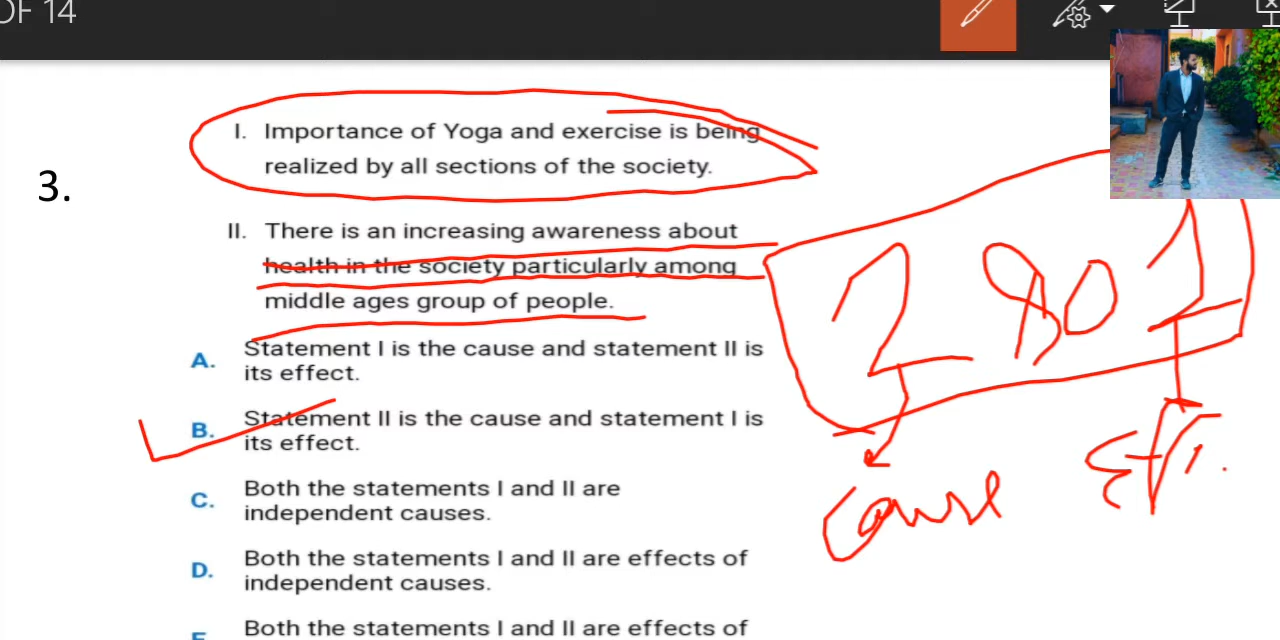 OF 14
I. Importance of Yoga and exercise is being
realized by all sections of the society.
3.
II. There is an increasing awareness about
health in the society particularly among
middle ages group of people.
A. Statement I is the cause and statement II is
its effect.
B. Statement II is the cause and statement I is
its effect.
C. Both the statements I and II are
independent causes.
D. Both the statements I and II are effects of
independent causes.
E. Both the statements I and II are effects of
2 So 1
Cause